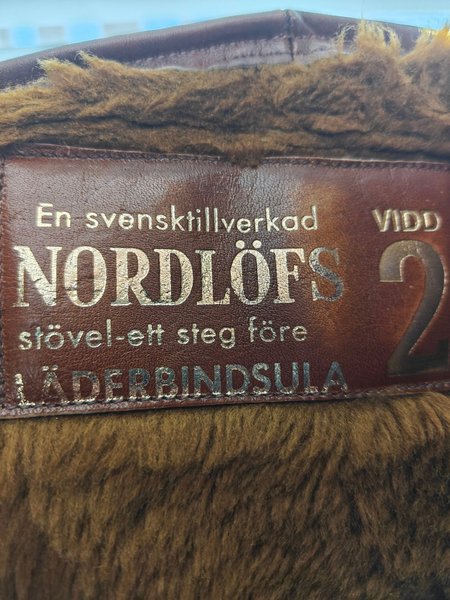 En svensktillverkad
NORDLÖFS
stövel-ett steg före
LÄDERBINDSULA
VIDD
2